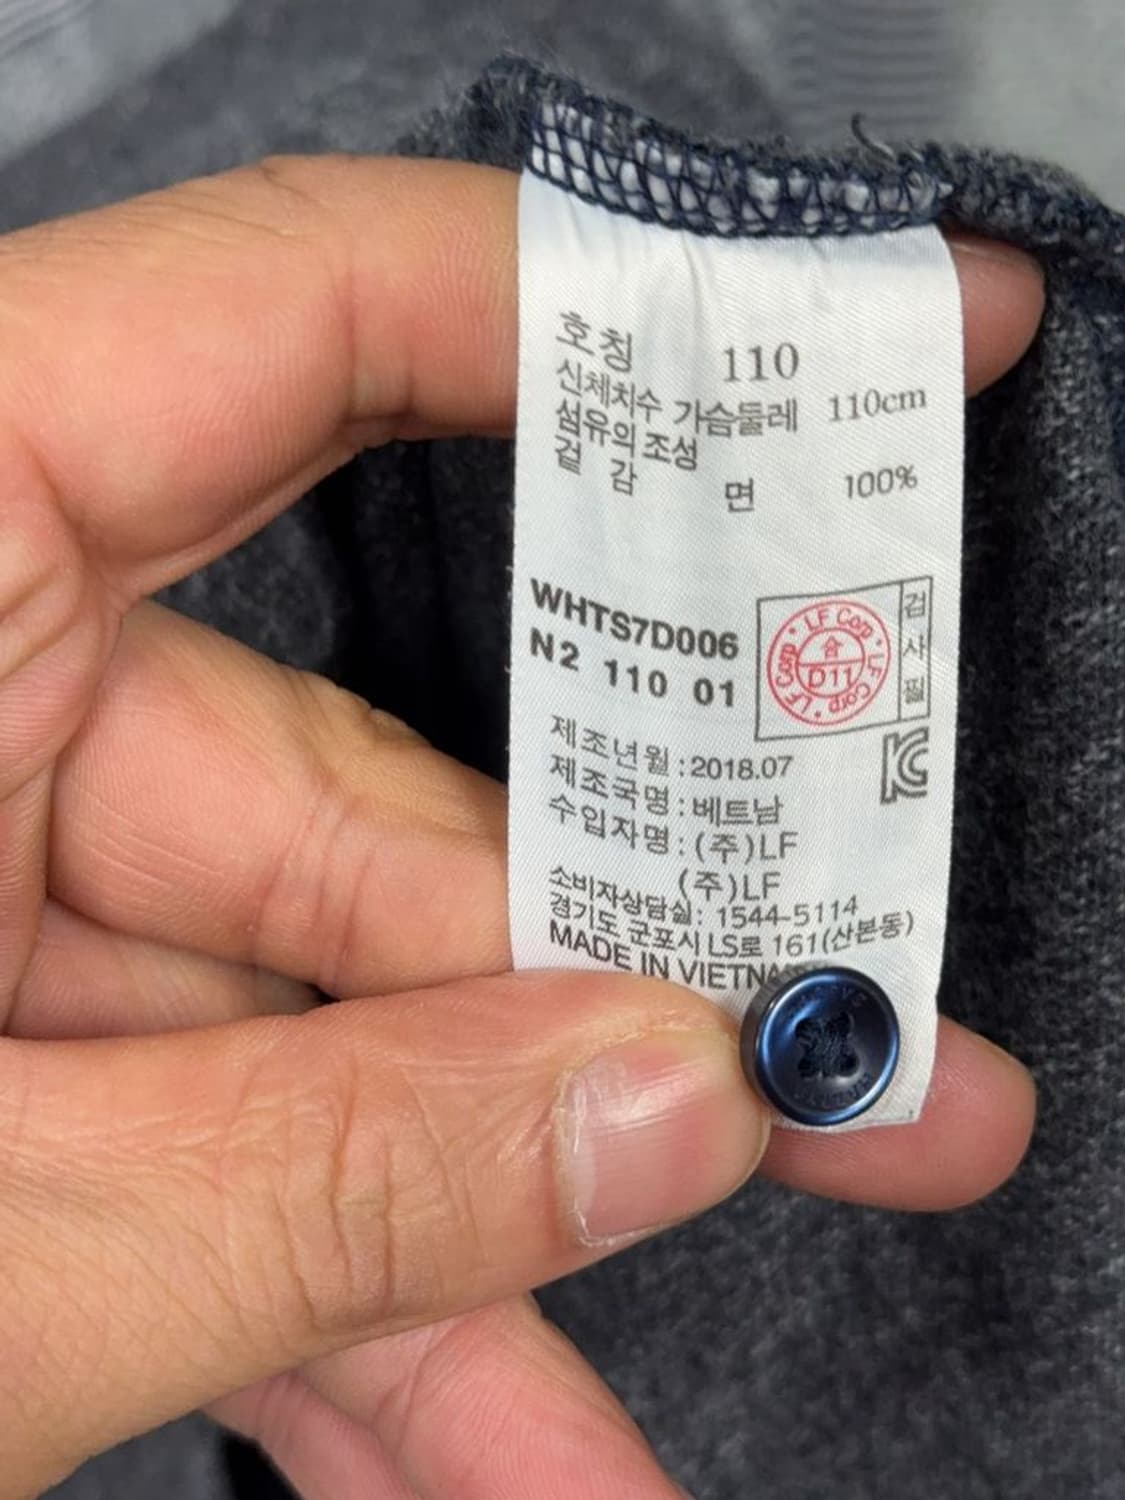 호칭 110
신체치수 가슴둘레 110cm
섬유의 조성
겉 감 면 100%
WHTS7D006
N2 110 01
LF Corp · LF Corp · LF Corp
合
D11
검사필
제조년월 : 2018.07
제조국명 : 베트남
수입자명 : (주)LF
(주)LF
소비자상담실 : 1544-5114
경기도 군포시 LS로 161(산본동)
MADE IN VIETNA